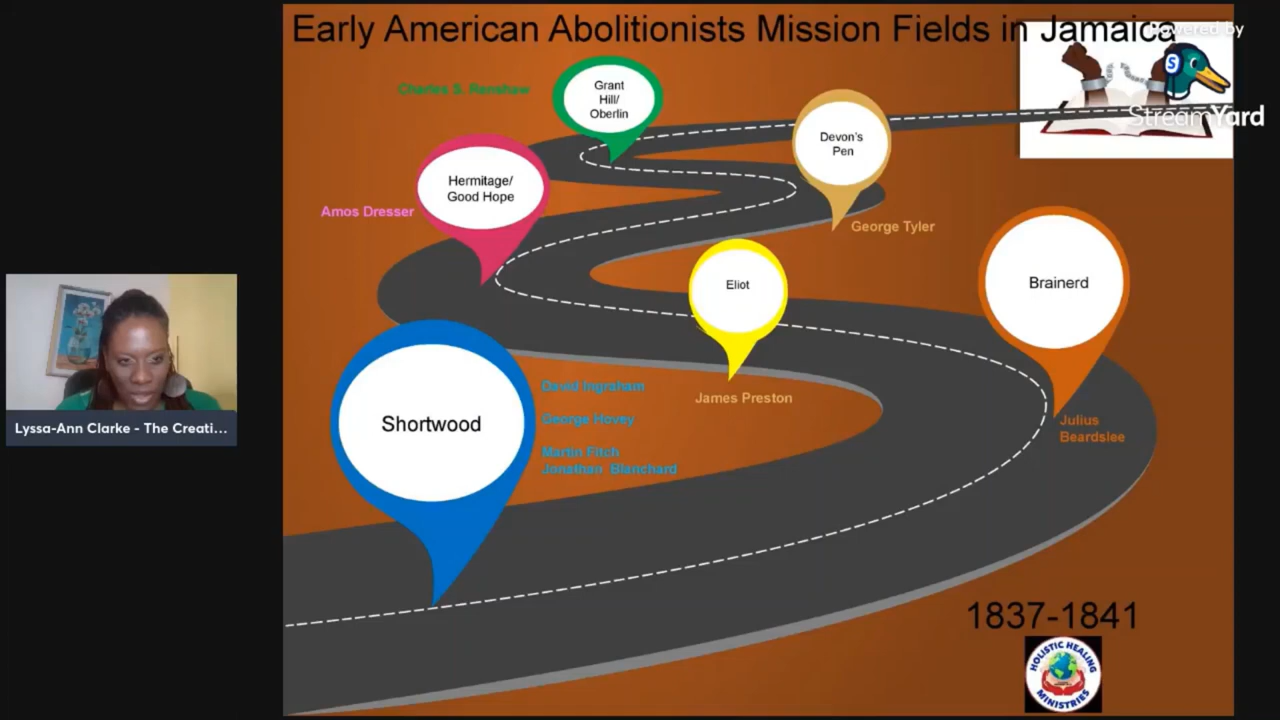 Early American Abolitionists Mission Fields in Jamaica
Powered by
StreamYard
S
Charles S. Renshaw
Grant
Hill/
Oberlin
Devon's
Pen
Hermitage/
Good Hope
Amos Dresser
George Tyler
Eliot
Brainerd
James Preston
Julius
Beardslee
Shortwood
David Ingraham
George Hovey
Martin Fitch
Jonathan Blanchard
Lyssa-Ann Clarke - The Creati...
1837-1841
HOLISTIC HEALING
MINISTRIES